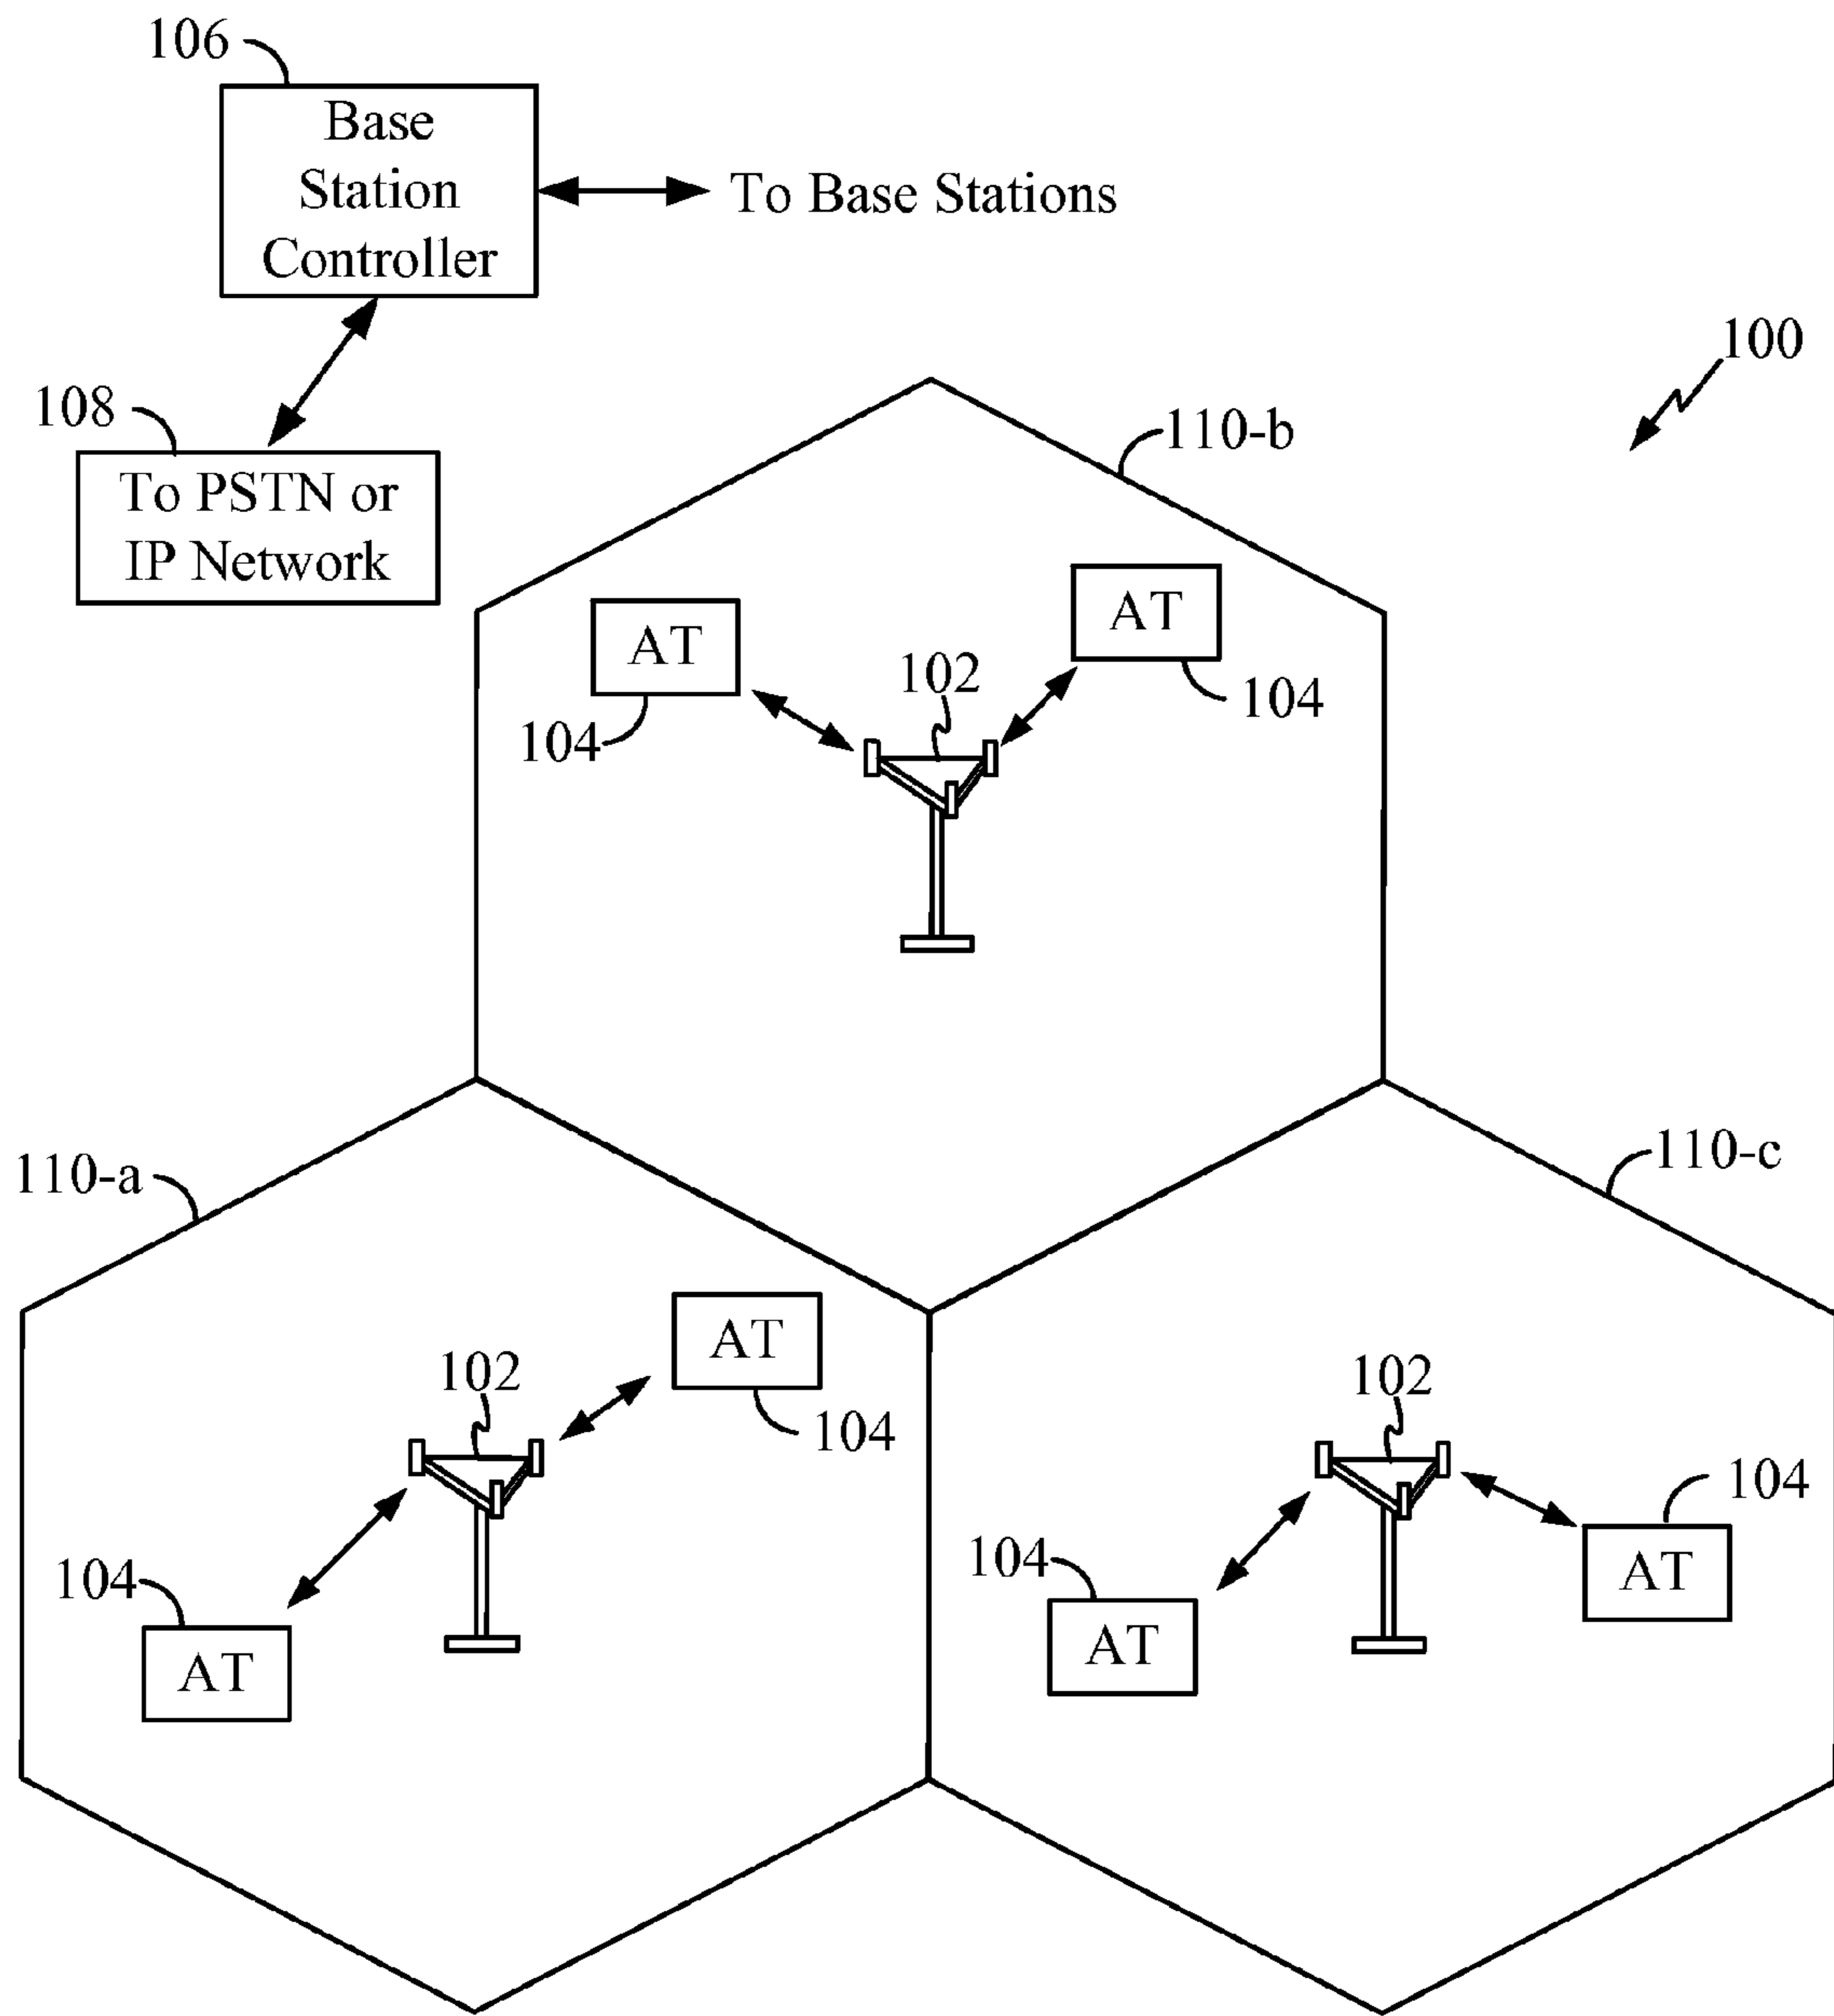 106
Base
Station
Controller
To Base Stations
100
108
To PSTN or
IP Network
110-b
AT
AT
102
104
104
110-a
110-c
AT
102
104
102
104
AT
104
AT
104
AT